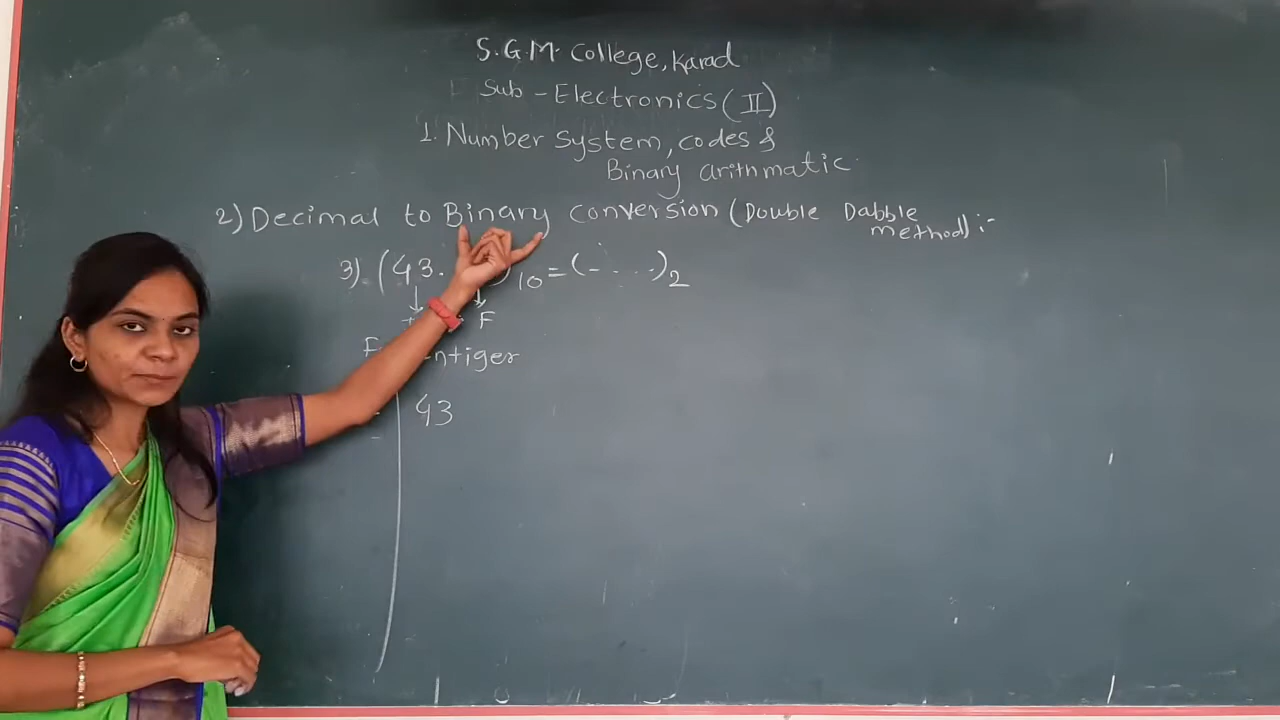 S.G.M. College, Karad
Sub - Electronics (II)
1. Number System, codes &
Binary arithmatic
2) Decimal to Binary conversion (Double Dabble
method) :-
3). (43. )10 = (- . . . . )2
F
ntiger
43